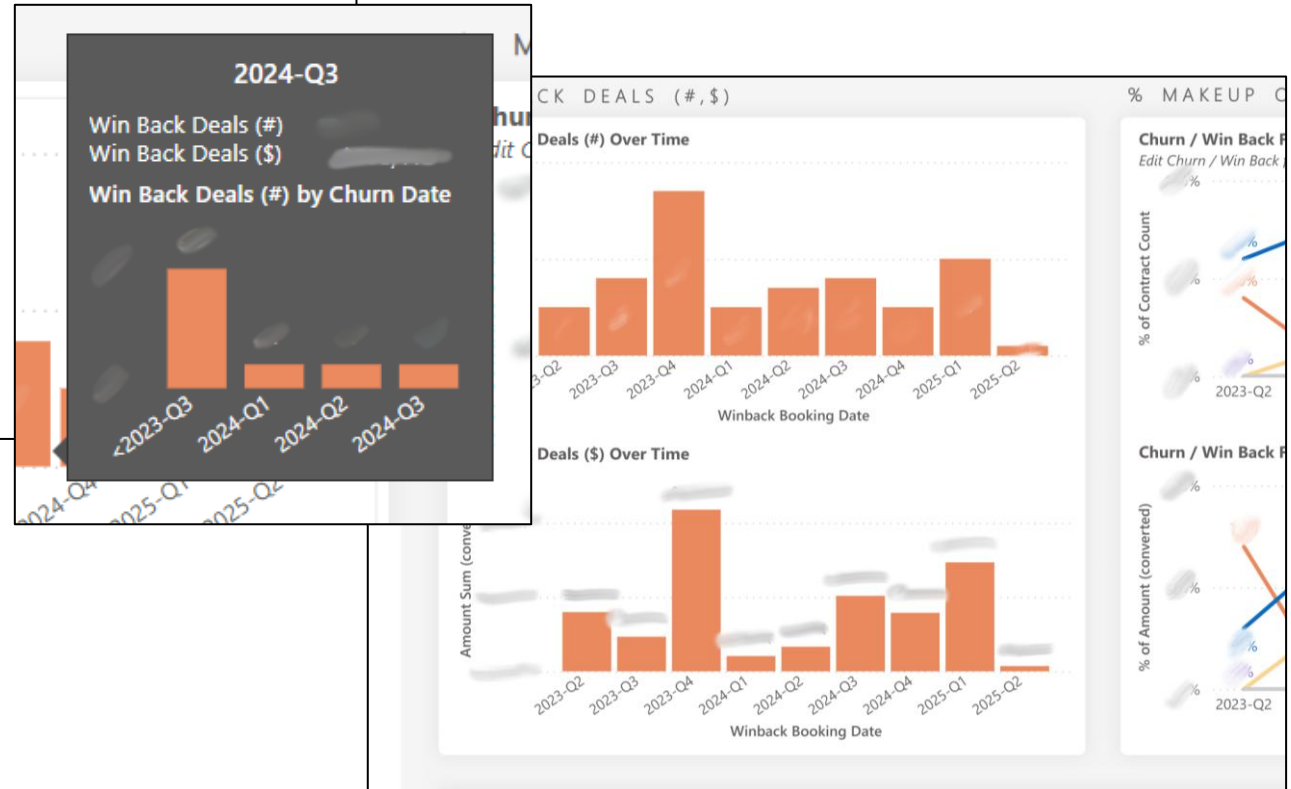 2024-Q3
Win Back Deals (#)
Win Back Deals ($)
Win Back Deals (#) by Churn Date
<2023-Q3
2024-Q1
2024-Q2
2024-Q3
2024-Q4
2025-Q1
2025-Q2
CK DEALS (#,$)
Deals (#) Over Time
3-Q2
2023-Q3
2023-Q4
2024-Q1
2024-Q2
2024-Q3
2024-Q4
2025-Q1
2025-Q2
Winback Booking Date
Deals ($) Over Time
Amount Sum (conve
2023-Q2
2023-Q3
2023-Q4
2024-Q1
2024-Q2
2024-Q3
2024-Q4
2025-Q1
2025-Q2
Winback Booking Date
% MAKEUP
Churn / Win Back
Edit Churn / Win Back
% of Contract Count
%
%
%
%
%
%
2023-Q2
Churn / Win Back
% of Amount (converted)
%
%
%
%
%
2023-Q2